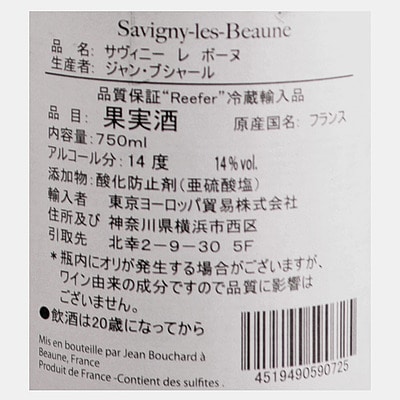 Savigny-les-Beaune
品 名: サヴィニー レ ボーヌ
生産者: ジャン・ブシャール
品質保証“Reefer”冷蔵輸入品
品 目: 果実酒 原産国名: フランス
内容量:750ml
アルコール分: 14 度 14%vol.
添加物:酸化防止剤(亜硫酸塩)
輸入者 東京ヨーロッパ貿易株式会社
住所及び 神奈川県横浜市西区
引取先 北幸2-9-30 5F
*瓶内にオリが発生する場合がございますが、
ワイン由来の成分ですので品質に影響は
ございません。
●飲酒は20歳になってから
Mis en bouteille par Jean Bouchard à
Beaune, France
Produit de France -Contient des sulfites .
4519490590725